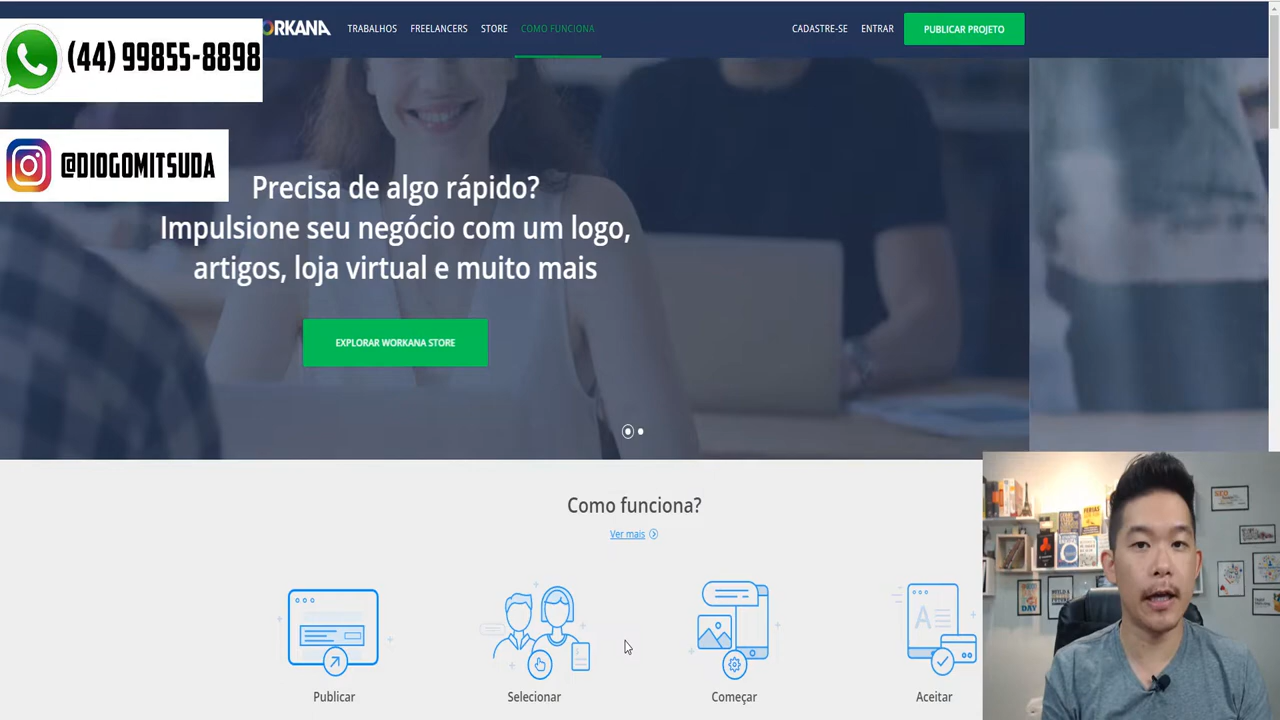 (44) 99855-8898
ORKANA
TRABALHOS
FREELANCERS
STORE
COMO FUNCIONA
CADASTRE-SE
ENTRAR
PUBLICAR PROJETO
@DIOGOMITSUDA
Precisa de algo rápido?
Impulsione seu negócio com um logo,
artigos, loja virtual e muito mais
EXPLORAR WORKANA STORE
Como funciona?
Ver mais
Publicar
Selecionar
Começar
Aceitar